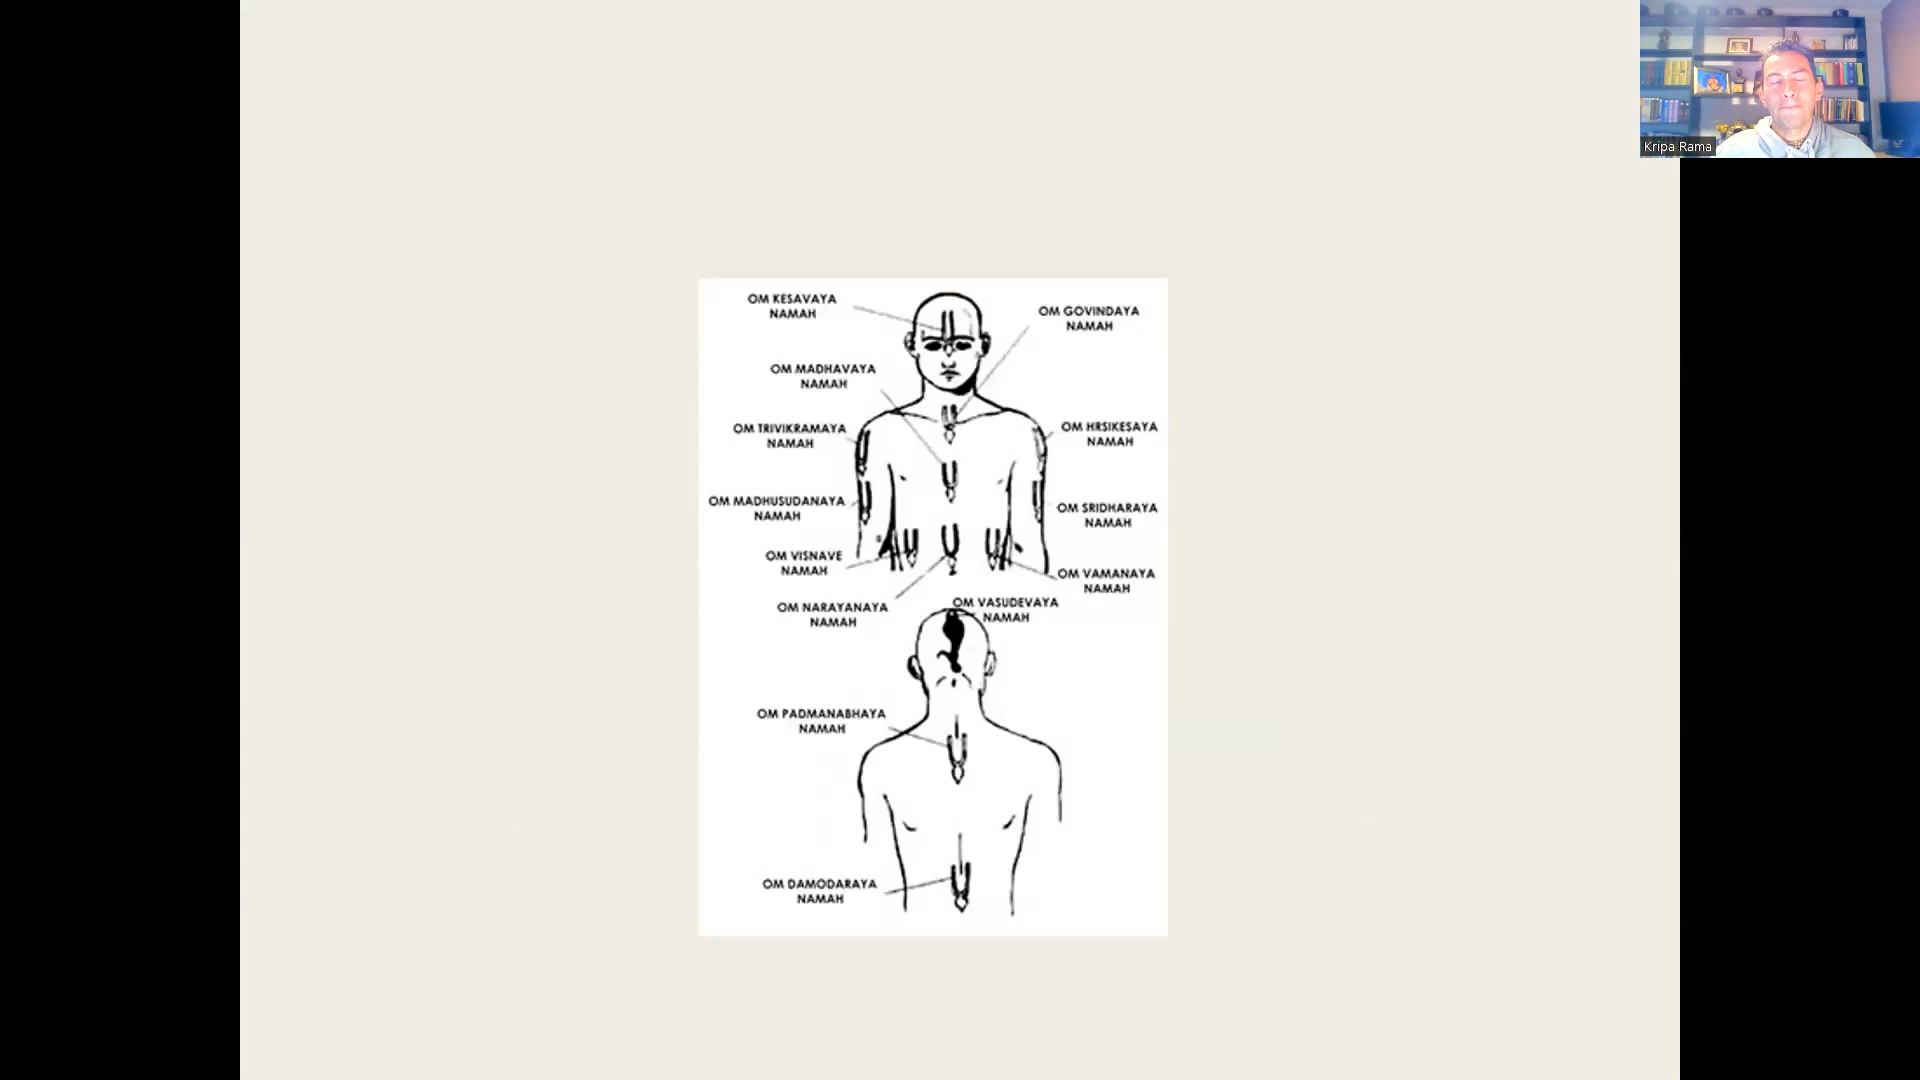 OM KESAVAYA
NAMAH
OM GOVINDAYA
NAMAH
OM MADHAVAYA
NAMAH
OM TRIVIKRAMAYA
NAMAH
OM HRSIKESAYA
NAMAH
OM MADHUSUDANAYA
NAMAH
OM SRIDHARAYA
NAMAH
OM VISNAVE
NAMAH
OM VAMANAYA
NAMAH
OM NARAYANAYA
NAMAH
OM VASUDEVAYA
NAMAH
OM PADMANABHAYA
NAMAH
OM DAMODARAYA
NAMAH
Kripa Rama